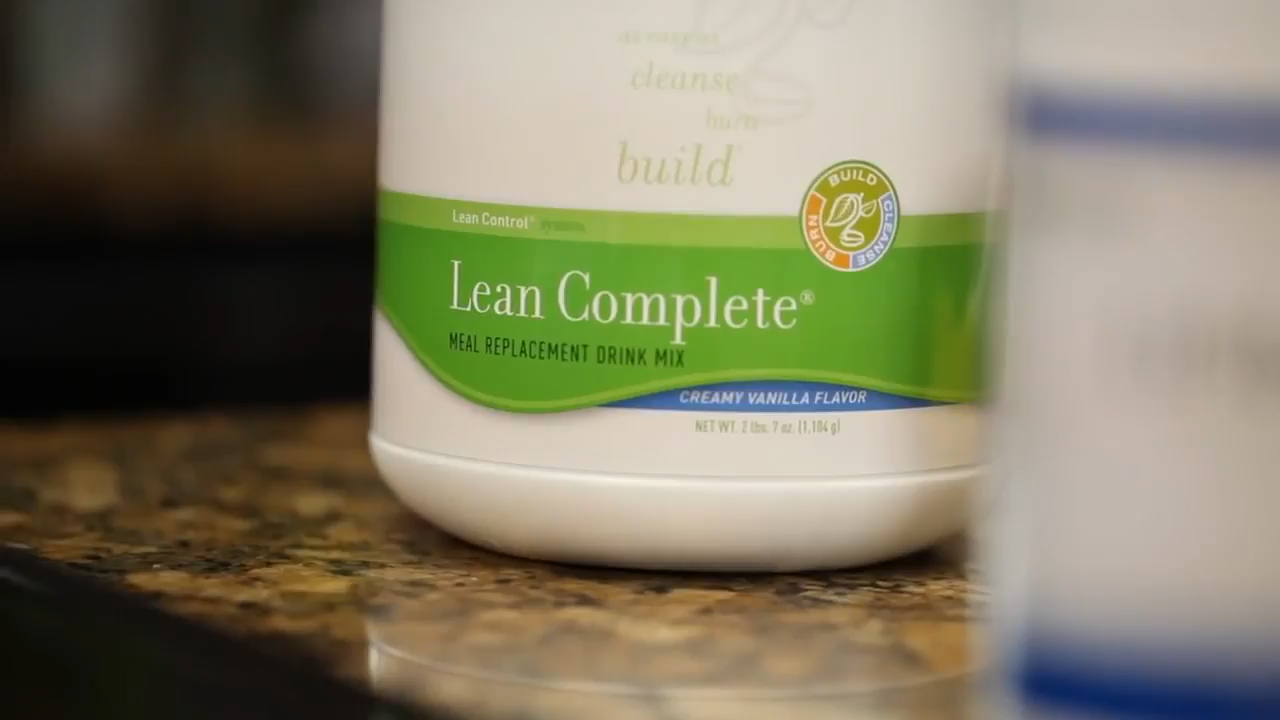 cleanse
burn
build
BUILD
CLEANSE
BURN
Lean Control®
Lean Complete®
MEAL REPLACEMENT DRINK MIX
CREAMY VANILLA FLAVOR
NET WT. 2 lbs. 7 oz. (1,104 g)